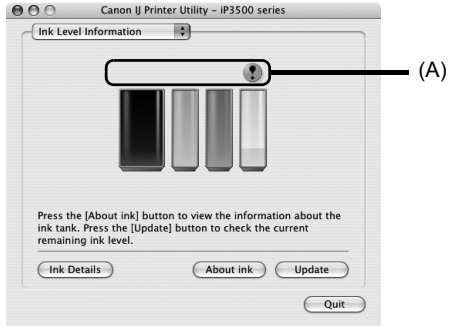 Canon IJ Printer Utility – iP3500 series
Ink Level Information
!
(A)
Press the [About ink] button to view the information about the
ink tank. Press the [Update] button to check the current
remaining ink level.
Ink Details
About ink
Update
Quit